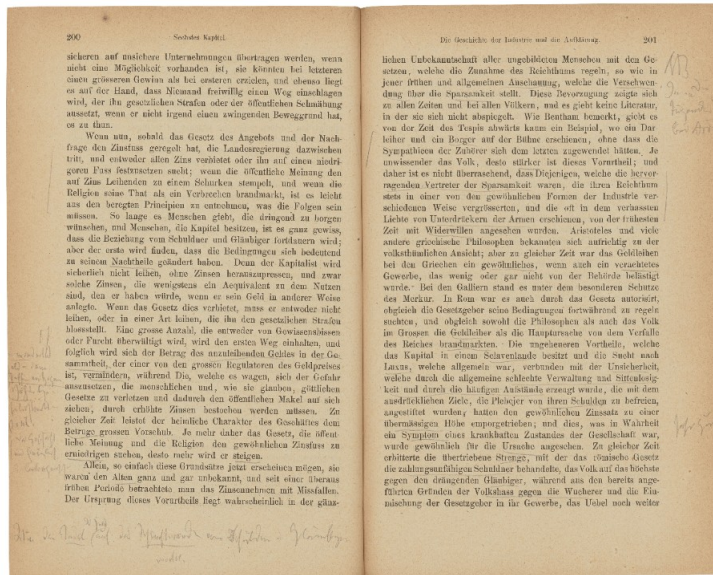 200 Sechstes Kapitel.
sicheren auf unsichere Unternehmungen übertragen werden, wenn
nicht eine Möglichkeit vorhanden ist, sie könnten bei letzteren
einen grösseren Gewinn als bei ersteren erzielen, und ebenso liegt
es auf der Hand, dass Niemand freiwillig einen Weg einschlagen
wird, der ihn gesetzlichen Strafen oder der öffentlichen Schmähung
aussetzt, wenn er nicht irgend einen zwingenden Beweggrund hat,
es zu thun.
Wenn nun, sobald das Gesetz des Angebots und der Nach-
frage den Zinsfuss geregelt hat, die Landesregierung dazwischen
tritt, und entweder allen Zins verbietet oder ihn auf einen niedri-
geren Fuss festzusetzen sucht; wenn die öffentliche Meinung den
auf Zins Leihenden zu einem Schurken stempelt, und wenn die
Religion seine That als ein Verbrechen brandmarkt, ist es leicht
aus den beregten Principien zu entnehmen, was die Folgen sein
müssen. So lange es Menschen giebt, die dringend zu borgen
wünschen, und Menschen, die Kapital besitzen, ist es ganz gewiss,
dass die Beziehung vom Schuldner und Gläubiger fortdauern wird;
aber der erste wird finden, dass die Bedingungen sich bedeutend
zu seinem Nachtheile geändert haben. Denn der Kapitalist wird
sicherlich nicht leihen, ohne Zinsen herauszupressen, und zwar
solche Zinsen, die wenigstens ein Aequivalent zu dem Nutzen
sind, den er haben würde, wenn er sein Geld in anderer Weise
anlegte. Wenn das Gesetz dies verbietet, muss er entweder nicht
leihen, oder in einer Art leihen, die ihn den gesetzlichen Strafen
blossstellt. Eine grosse Anzahl, die entweder von Gewissensbissen
oder Furcht überwältigt wird, wird den ersten Weg einhalten, und
folglich wird sich der Betrag des auszuleihenden Geldes in der Ge-
sammtheit, der einer von den grossen Regulatoren des Geldpreises
ist, vermindern, während Die, welche es wagen, sich der Gefahr
auszusetzen, die menschlichen und, wie sie glauben, göttlichen
Gesetze zu verletzen und dadurch den öffentlichen Makel auf sich
ziehen, durch erhöhte Zinsen bestochen werden müssen. Zu
gleicher Zeit leistet der heimliche Charakter des Geschäftes dem
Betruge grossen Vorschub. Je mehr daher das Gesetz, die öffent-
liche Meinung und die Religion den gewöhnlichen Zinsfuss zu
erniedrigen suchen, desto mehr wird er steigen.
Allein, so einfach diese Grundsätze jetzt erscheinen mögen, sie
waren den Alten ganz und gar unbekannt, und seit einer überaus
frühen Periode betrachtete man das Zinsennehmen mit Missfallen.
Der Ursprung dieses Vorurtheils liegt wahrscheinlich in der gänz-
Die Geschichte der Industrie und die Aufklärung. 201
lichen Unbekanntschaft aller ungebildeten Menschen mit den Ge-
setzen, welche die Zunahme des Reichthums regeln, so wie in
jener frühen und allgemeinen Anschauung, welche die Verschwen-
dung über die Sparsamkeit stellt. Diese Bevorzugung zeigte sich
zu allen Zeiten und bei allen Völkern, und es giebt keine Literatur,
in der sie sich nicht abspiegelt. Wie Bentham bemerkt, giebt es
von der Zeit des Tespis abwärts kaum ein Beispiel, wo ein Dar-
leiher und ein Borger auf der Bühne erschienen, ohne dass die
Sympathieen der Zuhörer sich dem letzten zugewendet hätten. Je
unwissender das Volk, desto stärker ist dieses Vorurtheil; und
daher ist es nicht überraschend, dass Diejenigen, welche die hervor-
ragenden Vertreter der Sparsamkeit waren, die ihren Reichthum
stets in einer von den gewöhnlichen Formen der Industrie ver-
schiedenen Weise vergrösserten, und die oft in dem verhassten
Lichte von Unterdrückern der Armen erschienen, von der frühesten
Zeit mit Widerwillen angesehen wurden. Aristoteles und viele
andere griechische Philosophen bekannten sich aufrichtig zu der
volksthümlichen Ansicht; aber zu gleicher Zeit war das Geldleihen
bei den Griechen ein gewöhnliches, wenn auch ein verachtetes
Gewerbe, das wenig oder gar nicht von der Behörde belästigt
wurde. Bei den Galliern stand es unter dem besonderen Schutze
des Merkur. In Rom war es auch durch das Gesetz autorisirt,
obgleich die Gesetzgeber seine Bedingungen fortwährend zu regeln
suchten, und obgleich sowohl die Philosophen als auch das Volk
im Grossen die Geldleiher als die Hauptursache von dem Verfalle
des Reiches brandmarkten. Die ungeheueren Vortheile, welche
das Kapital in einem Sclavenlande besitzt und die Sucht nach
Luxus, welche allgemein war, verbunden mit der Unsicherheit,
welche durch die allgemeine schlechte Verwaltung und Sittenlosig-
keit und durch die häufigen Aufstände erzeugt wurde, die mit dem
ausdrücklichen Ziele, die Plebejer von ihren Schulden zu befreien,
angestiftet wurden, hatten den gewöhnlichen Zinssatz zu einer
übermässigen Höhe emporgetrieben; und dies, was in Wahrheit
ein Symptom eines krankhaften Zustandes der Gesellschaft war,
wurde gewöhnlich für die Ursache angesehen. Zu gleicher Zeit
erbitterte die übertriebene Strenge, mit der das römische Gesetz
die zahlungsunfähigen Schuldner behandelte, das Volk auf das höchste
gegen den drängenden Gläubiger, während aus den bereits ange-
führten Gründen der Volkshass gegen die Wucherer und die Ein-
mischung der Gesetzgeber in ihr Gewerbe, das Uebel noch weiter